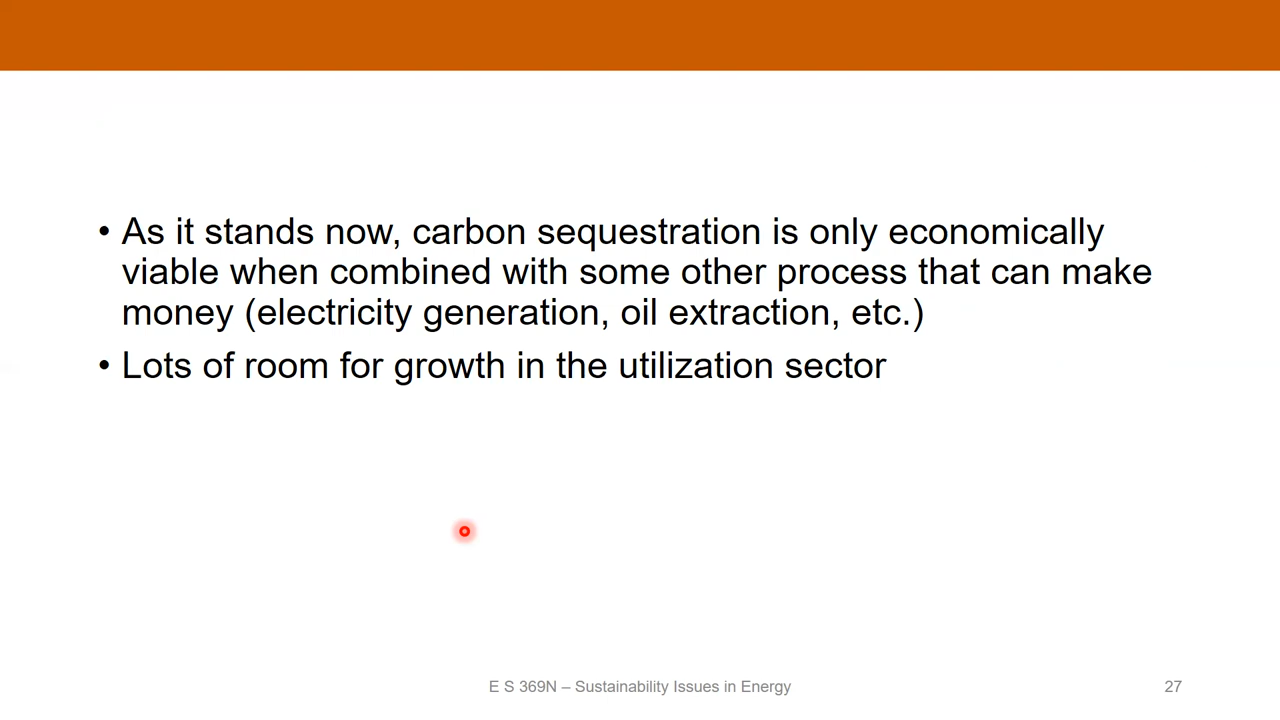 • As it stands now, carbon sequestration is only economically
viable when combined with some other process that can make
money (electricity generation, oil extraction, etc.)
• Lots of room for growth in the utilization sector
E S 369N – Sustainability Issues in Energy
27